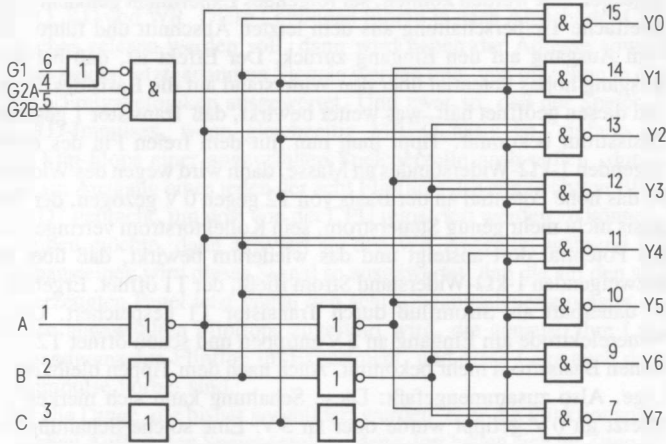 & 15 Y0
G1 6
& 14 Y1
G2A 4 &
G2B 5
& 13 Y2
& 12 Y3
& 11 Y4
& 10 Y5
A 1 1 1
& 9 Y6
B 2 1 1
C 3 1 1
& 7 Y7